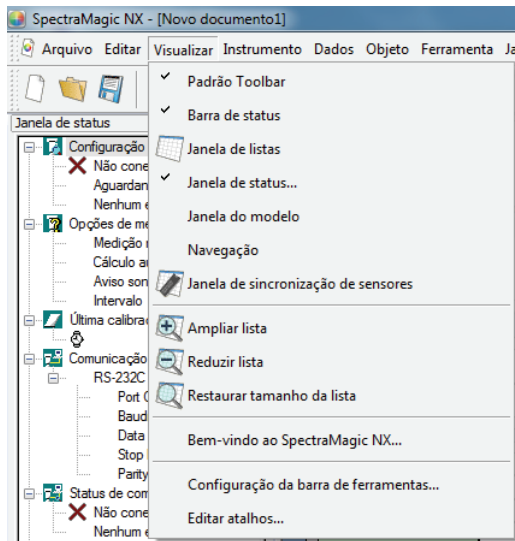 SpectraMagic NX - [Novo documento1]
Arquivo Editar Visualizar Instrumento Dados Objeto Ferramenta Ja
Janela de status
Configuração
Não cone
Aguardan
Nenhum e
Opções de me
Medição
Cálculo au
Aviso son
Intervalo
Última calibra
Comunicação
RS-232C
Port
Baud
Data
Stop
Parity
Status de com
Não cone
Nenhum e
Padrão Toolbar
Barra de status
Janela de listas
Janela de status...
Janela do modelo
Navegação
Janela de sincronização de sensores
Ampliar lista
Reduzir lista
Restaurar tamanho da lista
Bem-vindo ao SpectraMagic NX...
Configuração da barra de ferramentas...
Editar atalhos...